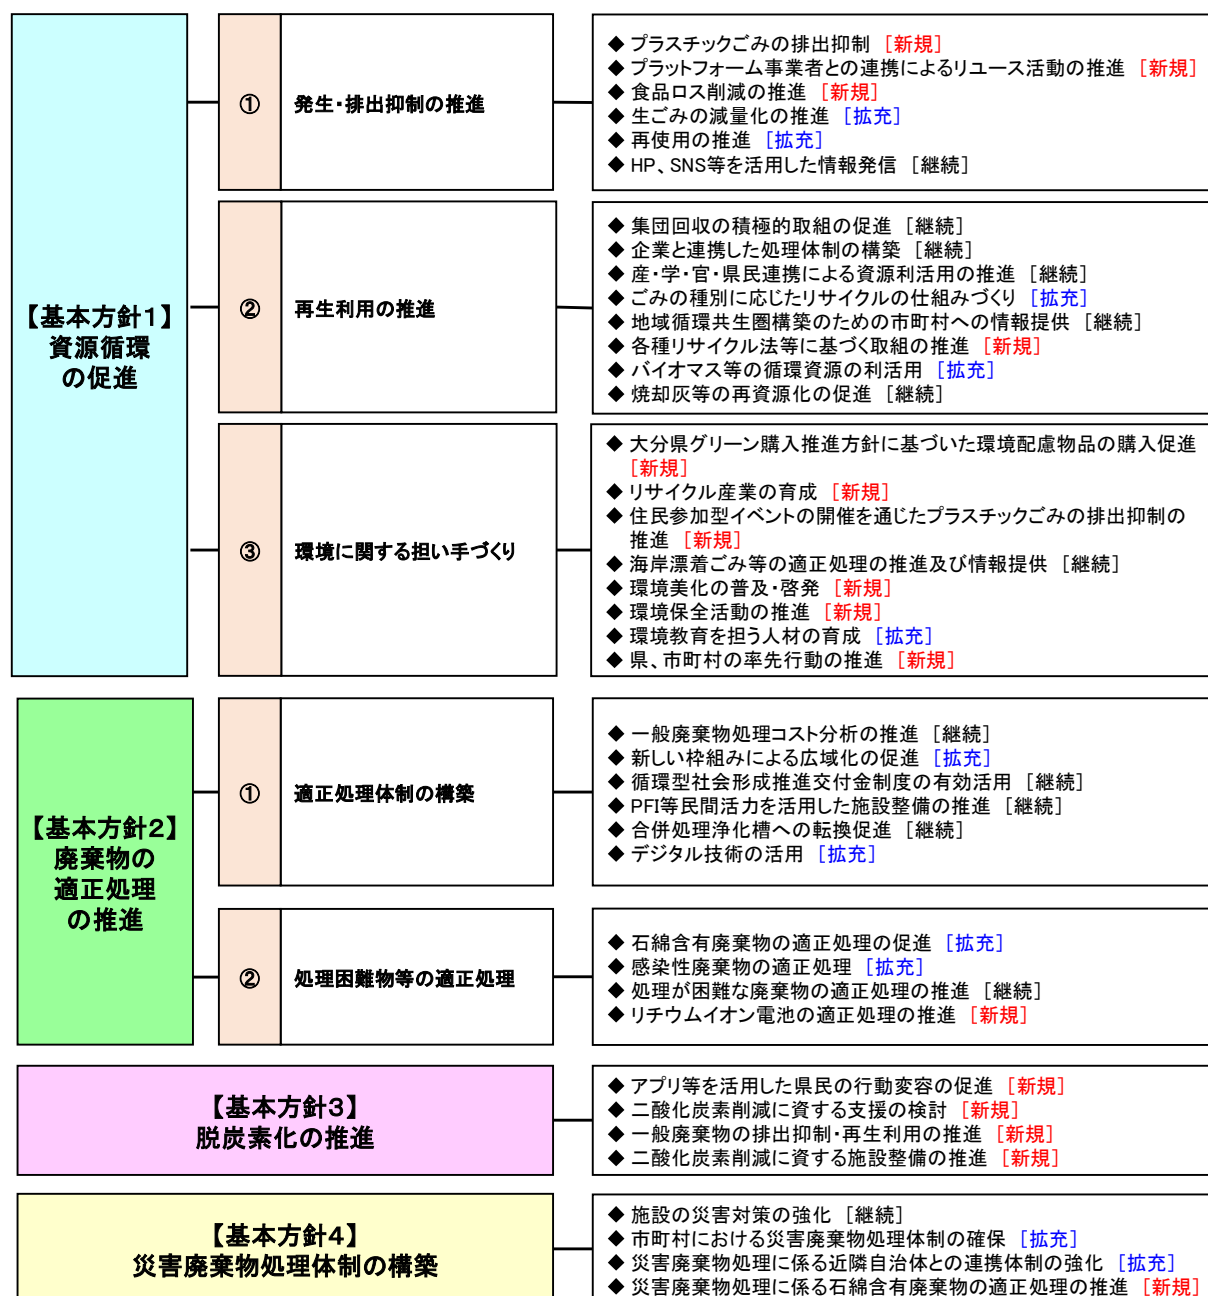 【基本方針1】
資源循環
の促進
①
発生・排出抑制の推進
◆ プラスチックごみの排出抑制 [新規]
◆ プラットフォーム事業者との連携によるリユース活動の推進 [新規]
◆ 食品ロス削減の推進 [新規]
◆ 生ごみの減量化の推進 [拡充]
◆ 再使用の推進 [拡充]
◆ HP、SNS等を活用した情報発信 [継続]
②
再生利用の推進
◆ 集団回収の積極的取組の促進 [継続]
◆ 企業と連携した処理体制の構築 [継続]
◆ 産・学・官・県民連携による資源利活用の推進 [継続]
◆ ごみの種別に応じたリサイクルの仕組みづくり [拡充]
◆ 地域循環共生圏構築のための市町村への情報提供 [継続]
◆ 各種リサイクル法等に基づく取組の推進 [新規]
◆ バイオマス等の循環資源の利活用 [拡充]
◆ 焼却灰等の再資源化の促進 [継続]
③
環境に関する担い手づくり
◆ 大分県グリーン購入推進方針に基づいた環境配慮物品の購入促進
[新規]
◆ リサイクル産業の育成 [新規]
◆ 住民参加型イベントの開催を通じたプラスチックごみの排出抑制の
推進 [新規]
◆ 海岸漂着ごみ等の適正処理の推進及び情報提供 [継続]
◆ 環境美化の普及・啓発 [新規]
◆ 環境保全活動の推進 [新規]
◆ 環境教育を担う人材の育成 [拡充]
◆ 県、市町村の率先行動の推進 [新規]
【基本方針2】
廃棄物の
適正処理
の推進
①
適正処理体制の構築
◆ 一般廃棄物処理コスト分析の推進 [継続]
◆ 新しい枠組みによる広域化の促進 [拡充]
◆ 循環型社会形成推進交付金制度の有効活用 [継続]
◆ PFI等民間活力を活用した施設整備の推進 [継続]
◆ 合併処理浄化槽への転換促進 [継続]
◆ デジタル技術の活用 [拡充]
②
処理困難物等の適正処理
◆ 石綿含有廃棄物の適正処理の促進 [拡充]
◆ 感染性廃棄物の適正処理 [拡充]
◆ 処理が困難な廃棄物の適正処理の推進 [継続]
◆ リチウムイオン電池の適正処理の推進 [新規]
【基本方針3】
脱炭素化の推進
◆ アプリ等を活用した県民の行動変容の促進 [新規]
◆ 二酸化炭素削減に資する支援の検討 [新規]
◆ 一般廃棄物の排出抑制・再生利用の推進 [新規]
◆ 二酸化炭素削減に資する施設整備の推進 [新規]
【基本方針4】
災害廃棄物処理体制の構築
◆ 施設の災害対策の強化 [継続]
◆ 市町村における災害廃棄物処理体制の確保 [拡充]
◆ 災害廃棄物処理に係る近隣自治体との連携体制の強化 [拡充]
◆ 災害廃棄物処理に係る石綿含有廃棄物の適正処理の推進 [新規]